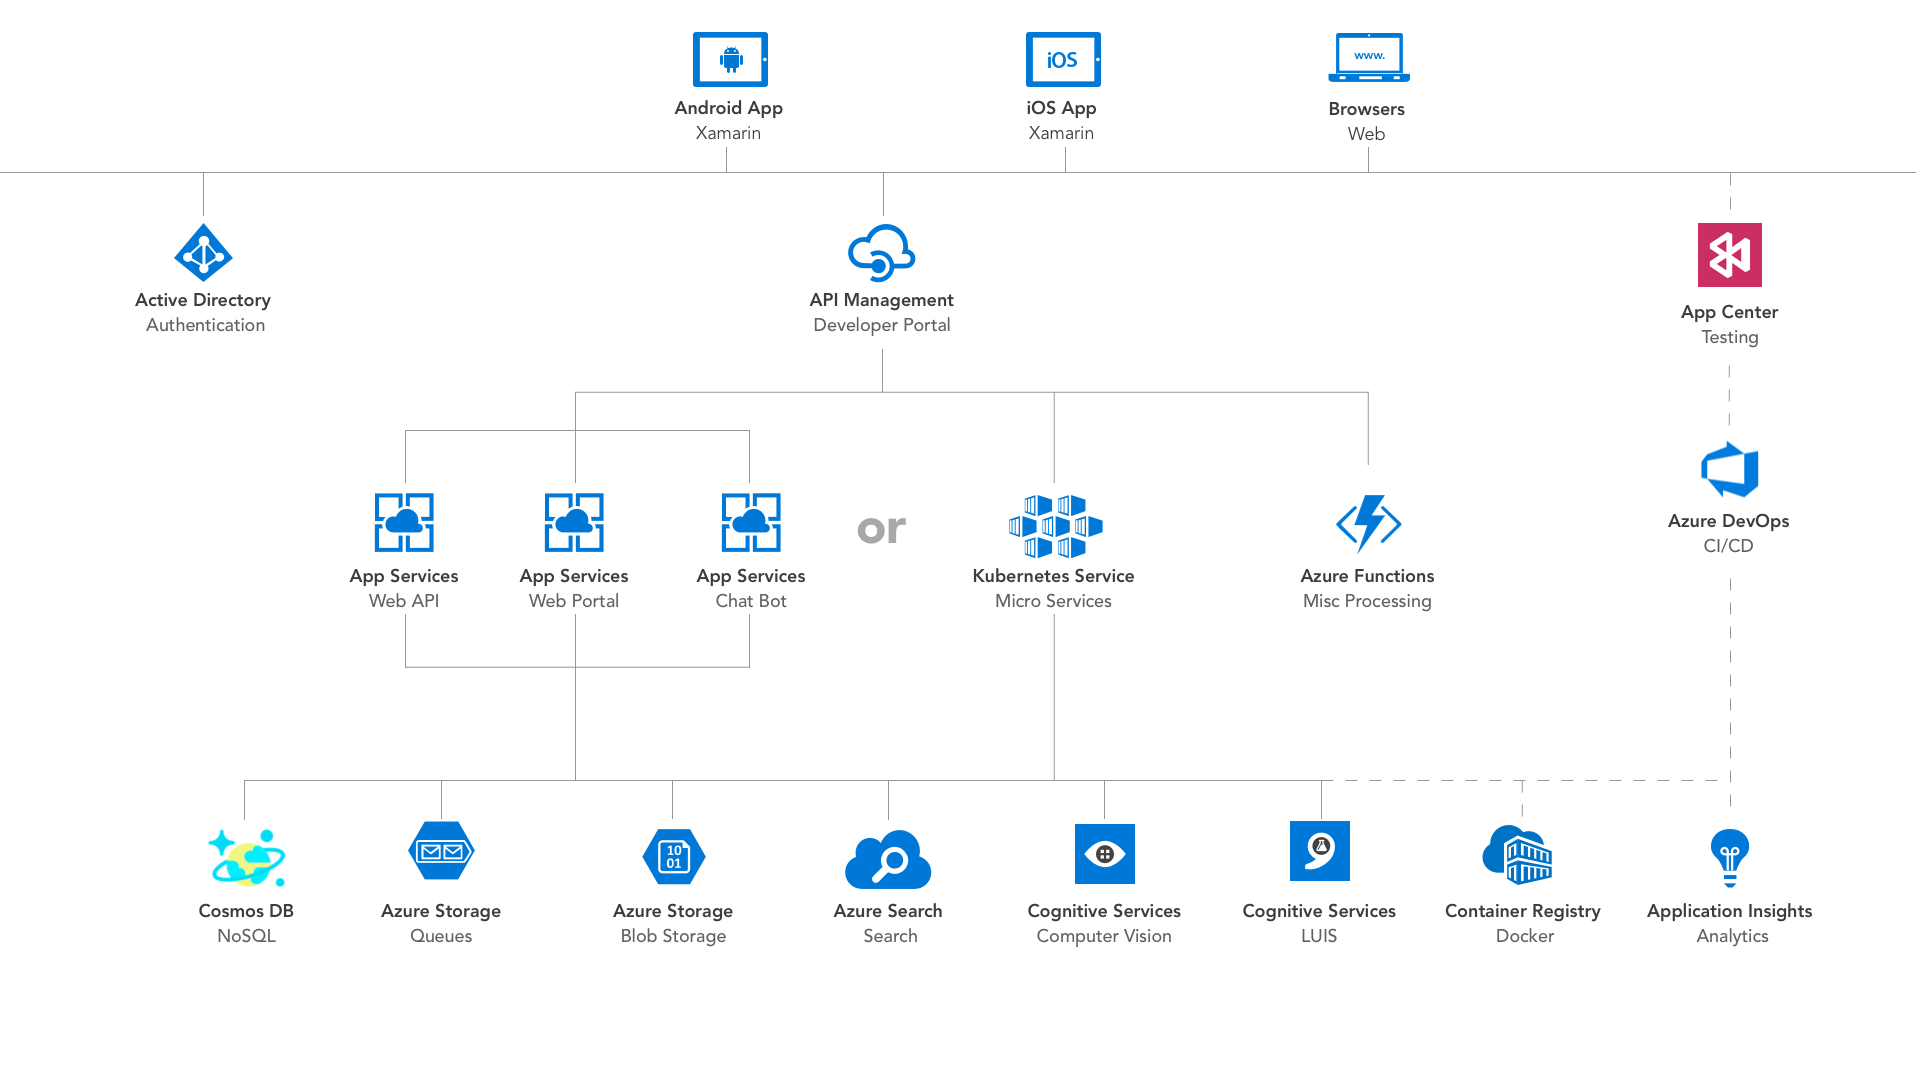 iOS
www.
Android App
Xamarin
iOS App
Xamarin
Browsers
Web
Active Directory
Authentication
API Management
Developer Portal
App Center
Testing
Azure DevOps
CI/CD
or
App Services
Web API
App Services
Web Portal
App Services
Chat Bot
Kubernetes Service
Micro Services
Azure Functions
Misc Processing
10
01
Cosmos DB
NoSQL
Azure Storage
Queues
Azure Storage
Blob Storage
Azure Search
Search
Cognitive Services
Computer Vision
Cognitive Services
LUIS
Container Registry
Docker
Application Insights
Analytics